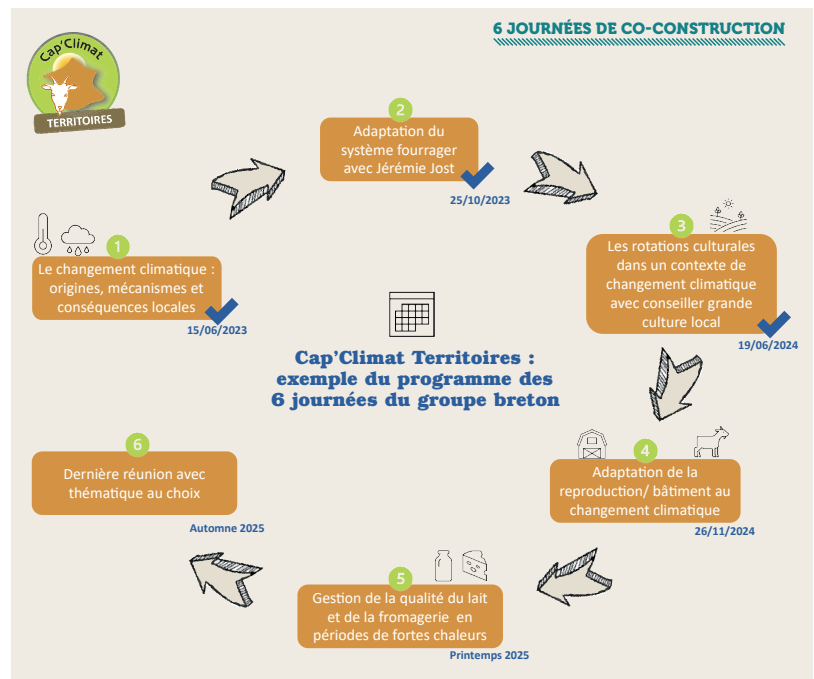 6 JOURNÉES DE CO-CONSTRUCTION
Cap'Climat
TERRITOIRES
2
Adaptation du
système fourrager
avec Jérémie Jost
25/10/2023
1
Le changement climatique :
origines, mécanismes et
conséquences locales
15/06/2023
3
Les rotations culturales
dans un contexte de
changement climatique
avec conseiller grande
culture local
19/06/2024
Cap'Climat Territoires :
exemple du programme des
6 journées du groupe breton
6
Dernière réunion avec
thématique au choix
Automne 2025
4
Adaptation de la
reproduction/ bâtiment au
changement climatique
26/11/2024
5
Gestion de la qualité du lait
et de la fromagerie en
périodes de fortes chaleurs
Printemps 2025